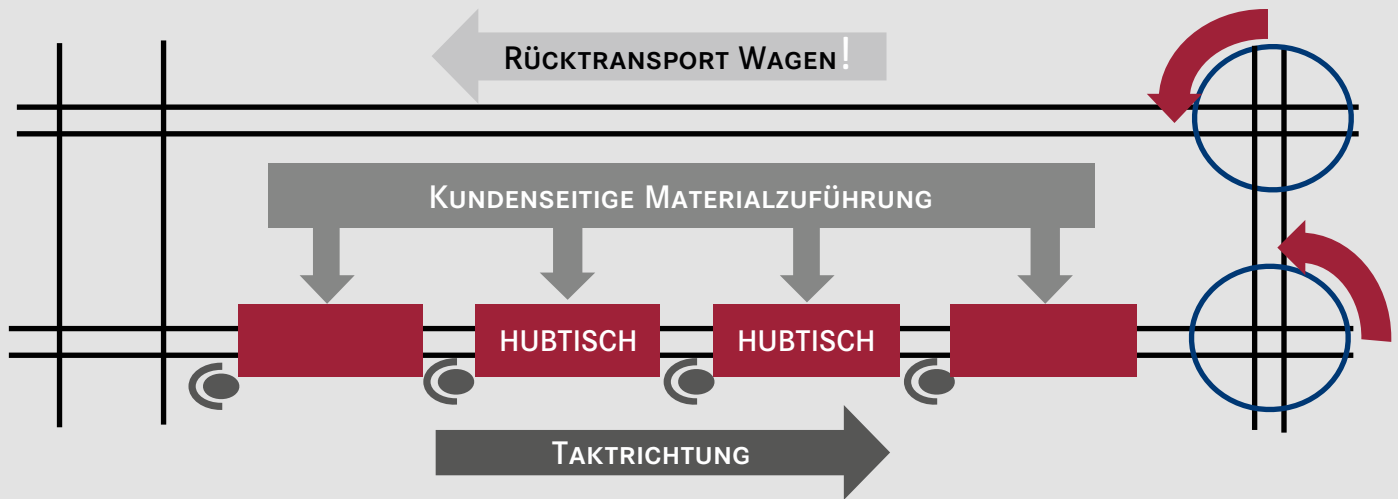 Rücktransport Wagen!
Kundenseitige Materialzuführung
HUBTISCH HUBTISCH
Taktrichtung